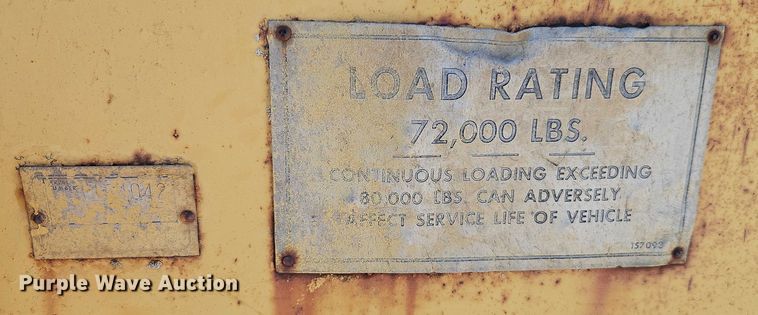 LOAD RATING
72,000 LBS.
CONTINUOUS LOADING EXCEEDING
80,000 LBS. CAN ADVERSELY
AFFECT SERVICE LIFE OF VEHICLE
157093
Purple Wave Auction